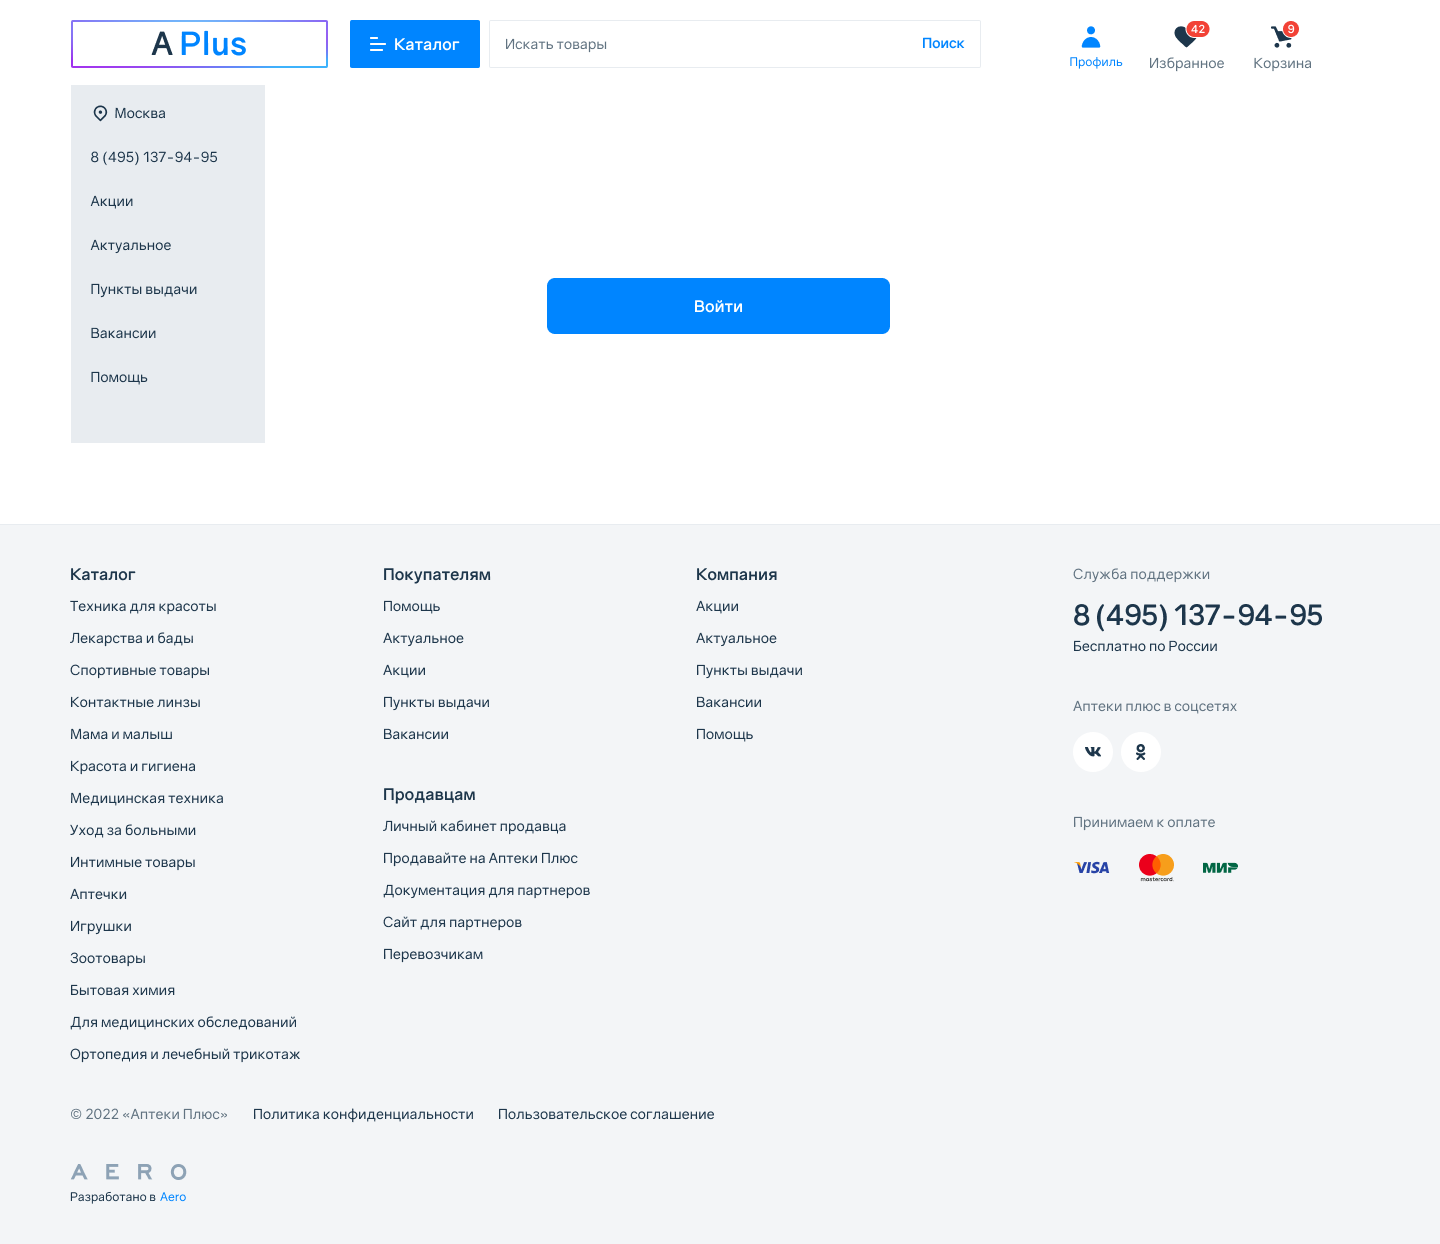 A Plus
Каталог
Искать товары
Поиск
Профиль
42
Избранное
9
Корзина
Москва
8 (495) 137-94-95
Акции
Актуальное
Пункты выдачи
Вакансии
Помощь
Войти
Каталог
Техника для красоты
Лекарства и бады
Спортивные товары
Контактные линзы
Мама и малыш
Красота и гигиена
Медицинская техника
Уход за больными
Интимные товары
Аптечки
Игрушки
Зоотовары
Бытовая химия
Для медицинских обследований
Ортопедия и лечебный трикотаж
Покупателям
Помощь
Актуальное
Акции
Пункты выдачи
Вакансии
Продавцам
Личный кабинет продавца
Продавайте на Аптеки Плюс
Документация для партнеров
Сайт для партнеров
Перевозчикам
Компания
Акции
Актуальное
Пункты выдачи
Вакансии
Помощь
Служба поддержки
8 (495) 137-94-95
Бесплатно по России
Аптеки плюс в соцсетях
Принимаем к оплате
VISA
mastercard
МИР
© 2022 «Аптеки Плюс»
Политика конфиденциальности
Пользовательское соглашение
AERO
Разработано в Aero